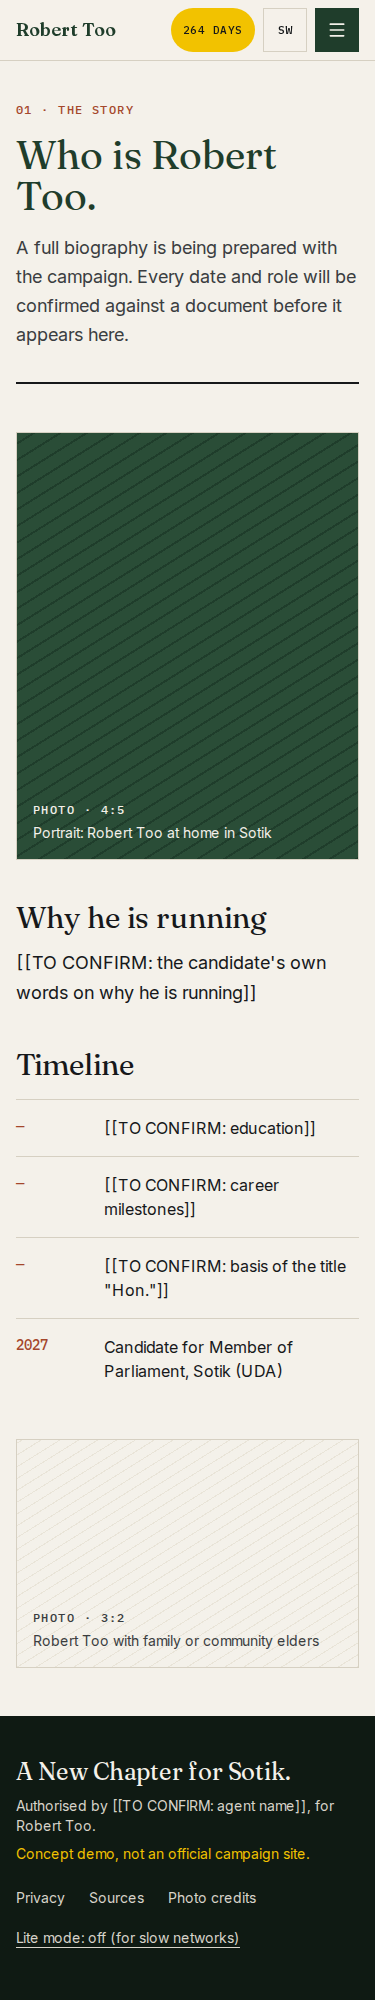 Robert Too
264 DAYS
SW
01 · THE STORY
Who is Robert
Too.
A full biography is being prepared with
the campaign. Every date and role will be
confirmed against a document before it
appears here.
PHOTO · 4:5
Portrait: Robert Too at home in Sotik
Why he is running
[[TO CONFIRM: the candidate's own
words on why he is running]]
Timeline
— [[TO CONFIRM: education]]
— [[TO CONFIRM: career
milestones]]
— [[TO CONFIRM: basis of the title
"Hon."]]
2027 Candidate for Member of
Parliament, Sotik (UDA)
PHOTO · 3:2
Robert Too with family or community elders
A New Chapter for Sotik.
Authorised by [[TO CONFIRM: agent name]], for
Robert Too.
Concept demo, not an official campaign site.
Privacy Sources Photo credits
Lite mode: off (for slow networks)